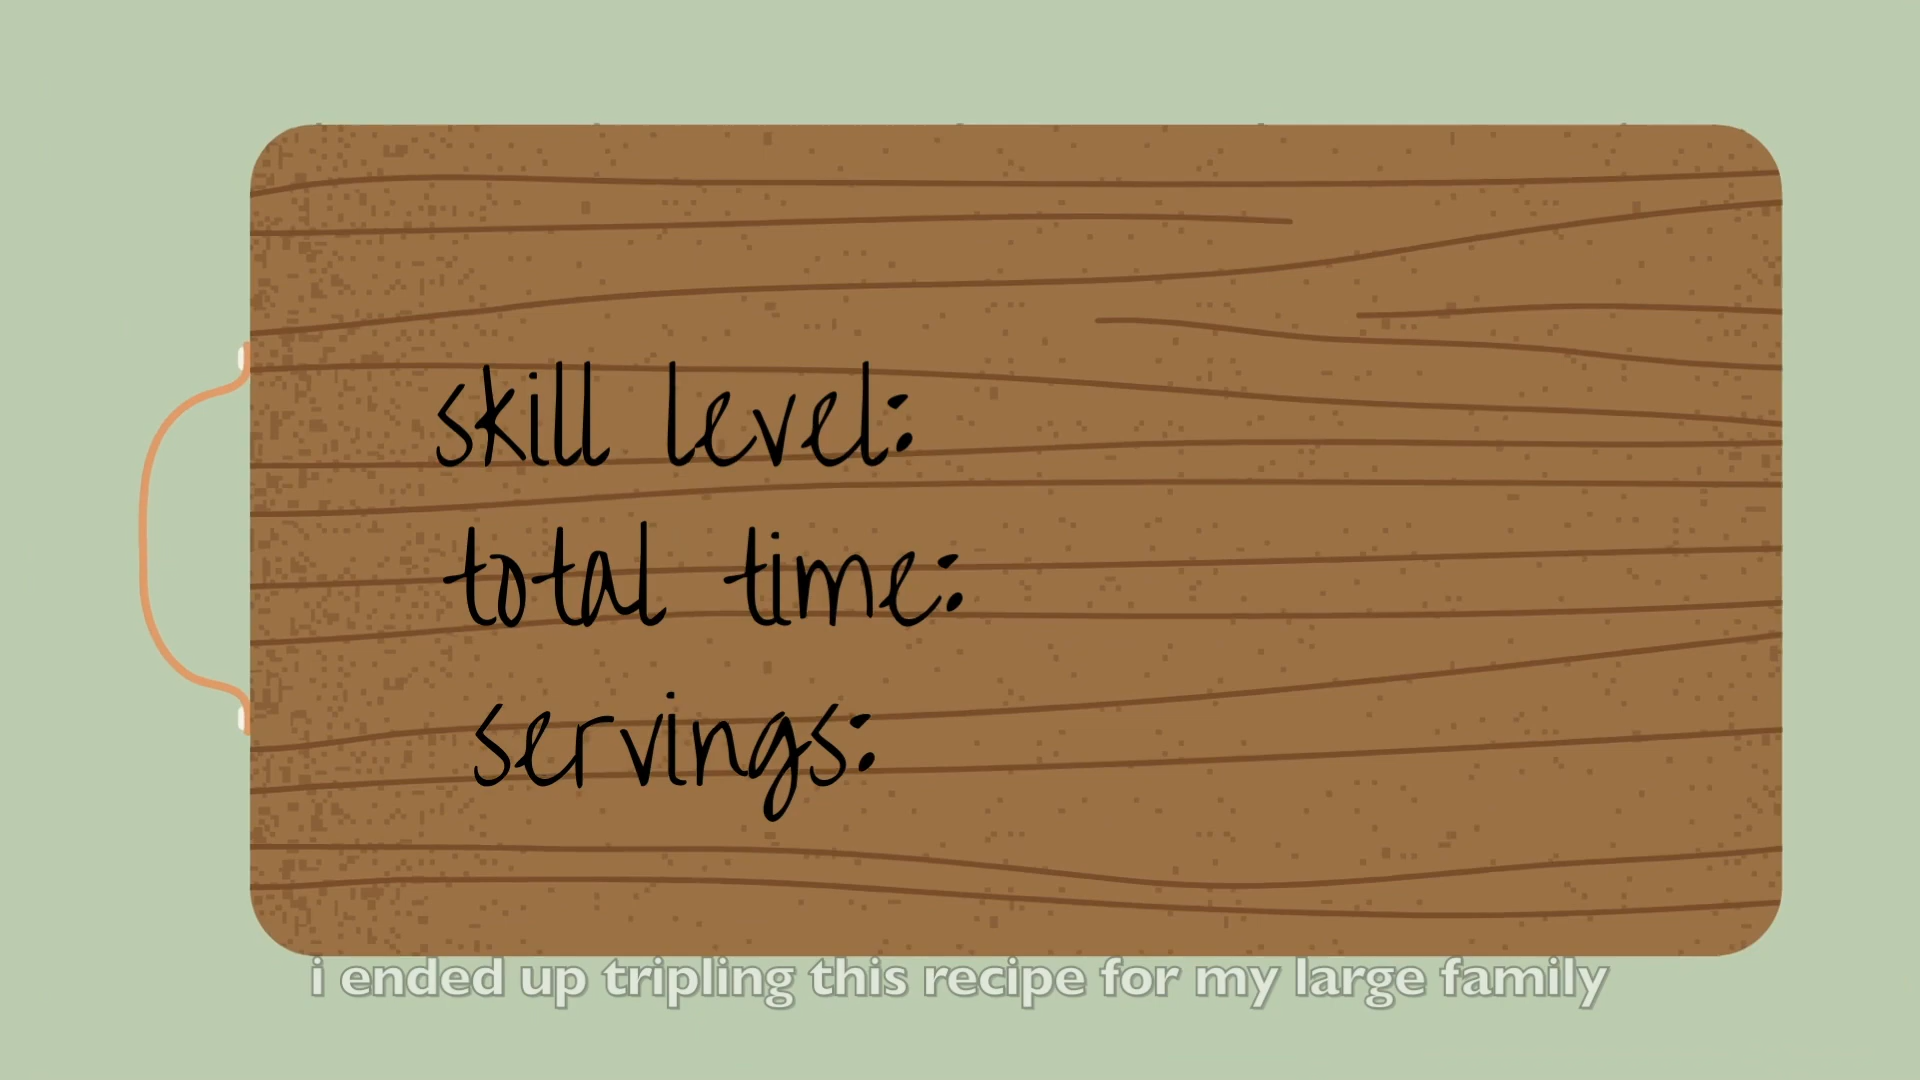 skill level:
total time:
servings:
i ended up tripling this recipe for my large family